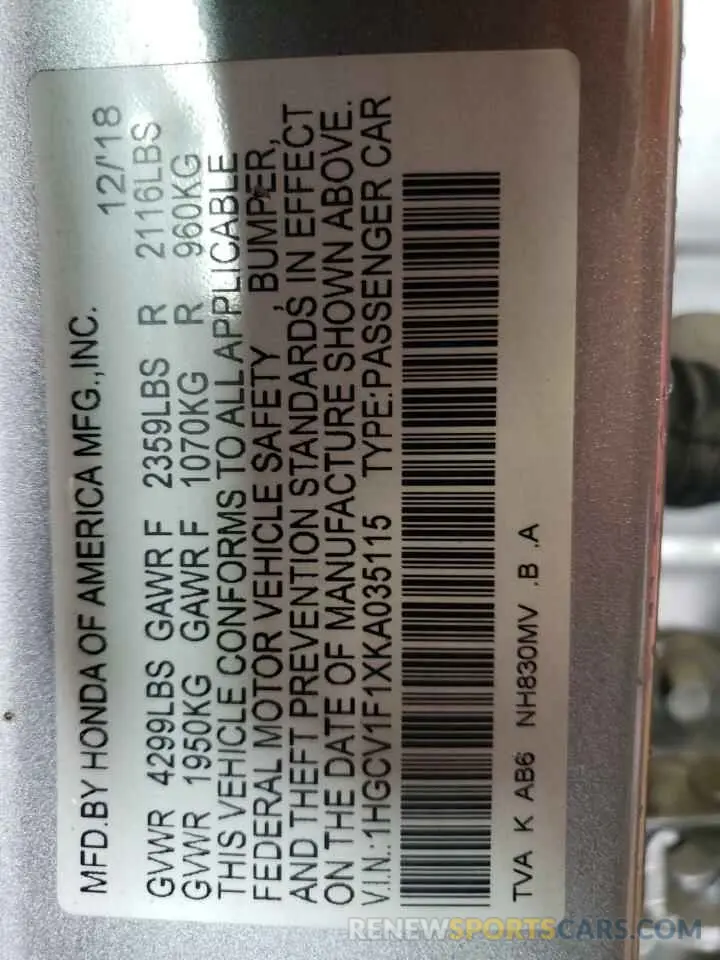 MFD.BY HONDA OF AMERICA MFG.,INC. 12/'18
GVWR 4299LBS GAWR F 2359LBS R 2116LBS
GVWR 1950KG GAWR F 1070KG R 960KG
THIS VEHICLE CONFORMS TO ALL APPLICABLE
FEDERAL MOTOR VEHICLE SAFETY , BUMPER,
AND THEFT PREVENTION STANDARDS IN EFFECT
ON THE DATE OF MANUFACTURE SHOWN ABOVE.
V.I.N.:1HGCV1F1XKA035115 TYPE:PASSENGER CAR
TVA K AB6 NH830MV .B .A
RENEWSPORTSCARS.COM